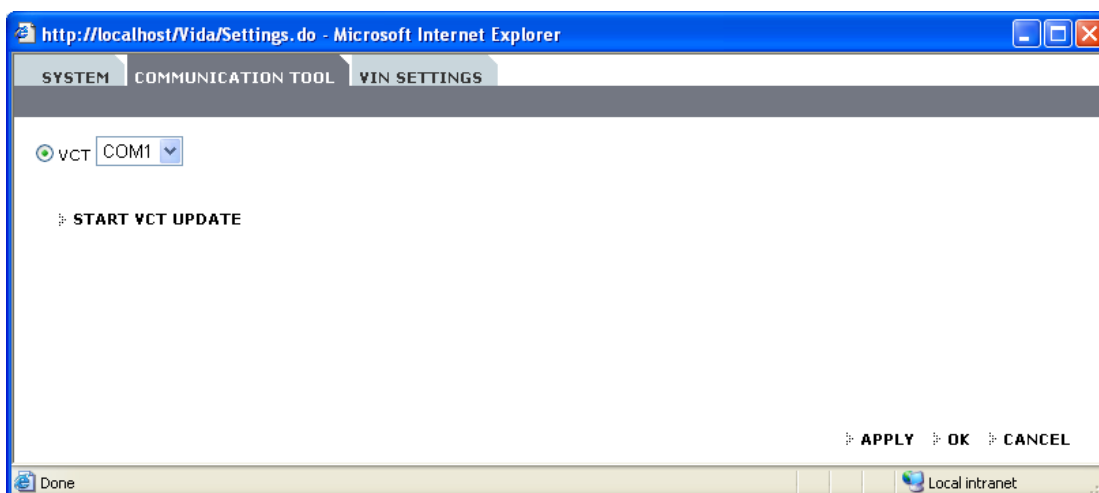 http://localhost/Vida/Settings.do - Microsoft Internet Explorer
SYSTEM COMMUNICATION TOOL VIN SETTINGS
VCT COM1
START VCT UPDATE
APPLY OK CANCEL
Done Local intranet